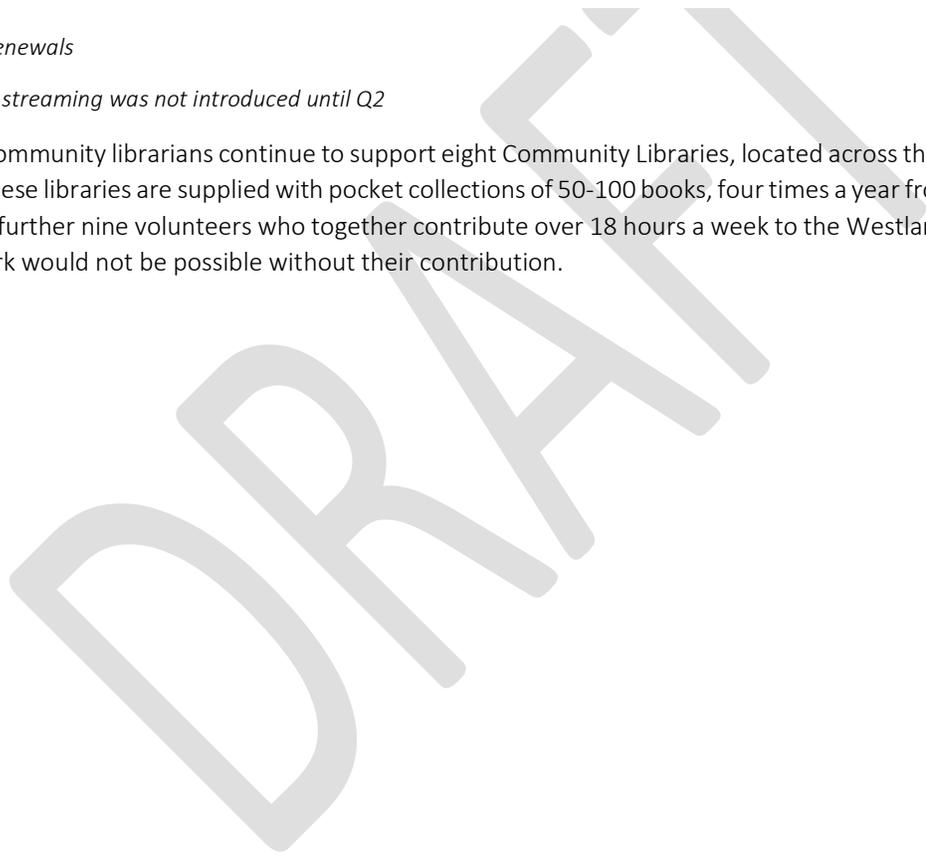 enewals
streaming was not introduced until Q2
ommunity librarians continue to support eight Community Libraries, located across th
ese libraries are supplied with pocket collections of 50-100 books, four times a year fr
further nine volunteers who together contribute over 18 hours a week to the Westla
rk would not be possible without their contribution.
DRAFT